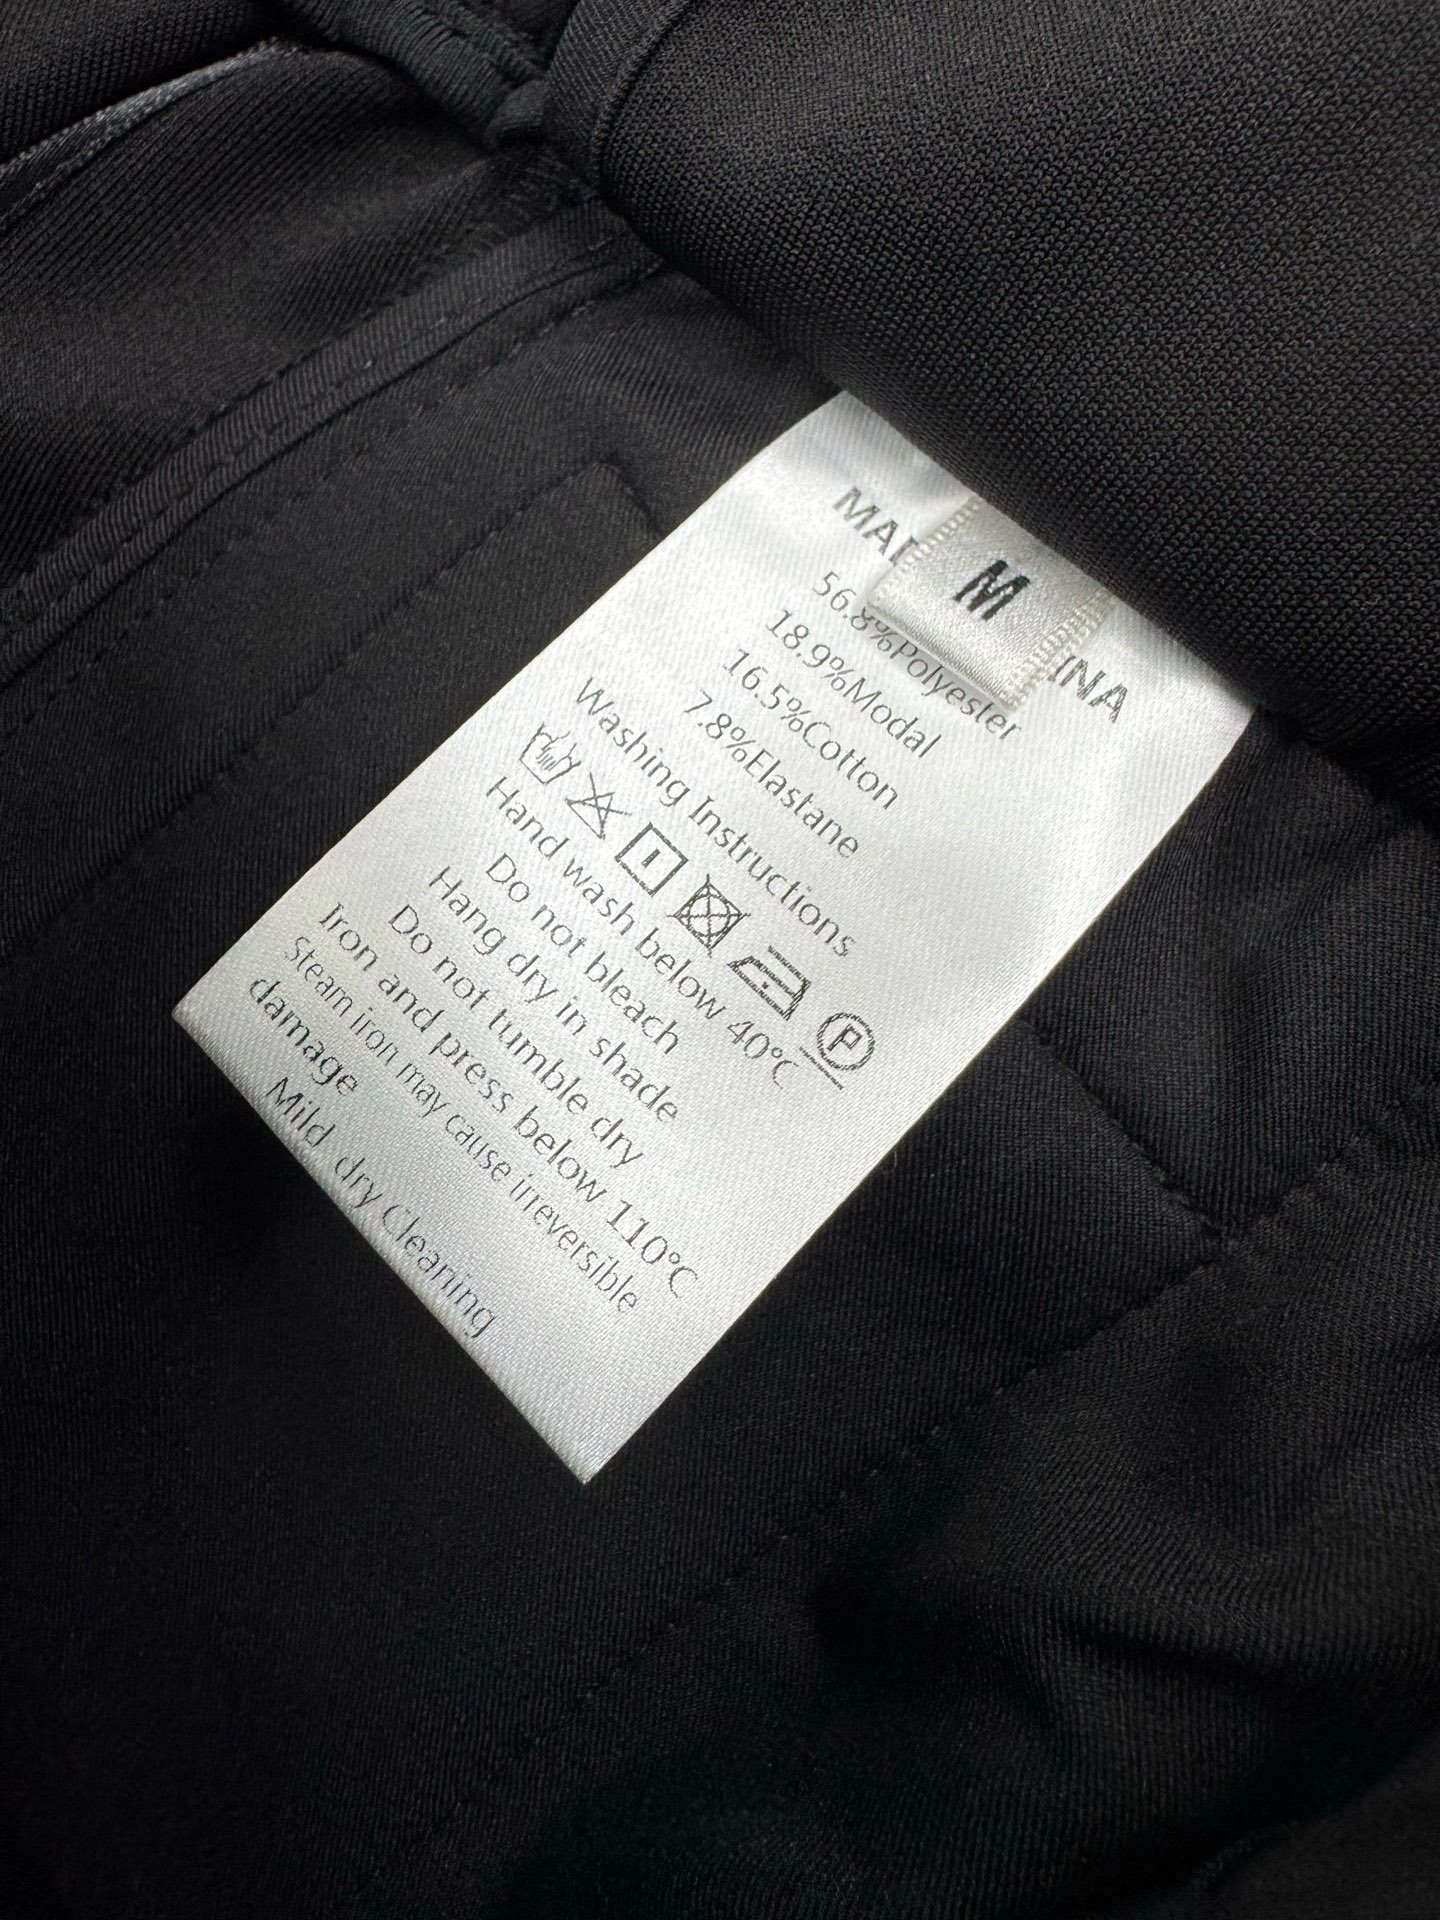 M
MAD INA
56.8%Polyester
18.9%Modal
16.5%Cotton
7.8%Elastane
Washing Instructions
P
Hand wash below 40°C
Do not bleach
Hang dry in shade
Do not tumble dry
Iron and press below 110°C
Steam iron may cause irreversible
damage
Mild dry Cleaning